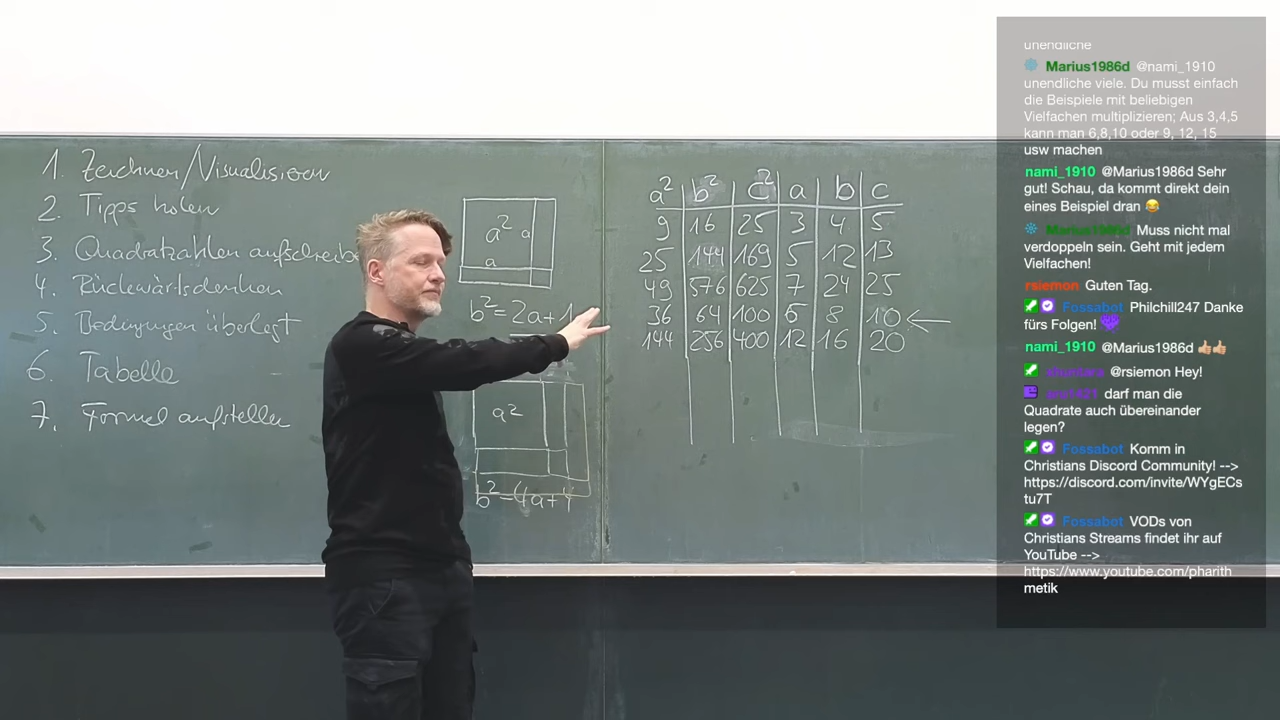 1. Zeichnen/Visualisieren
2. Tipps holen
3. Quadratzahlen aufschreibe
4. Rückwärtsdenken
5. Bedingungen überlegt
6. Tabelle
7. Formel aufstellen
a² a
a
b²=2a+1
a²
b²=4a+4
a² b² c² a b c
9 16 25 3 4 5
25 144 169 5 12 13
49 576 625 7 24 25
36 64 100 6 8 10 ←
144 256 400 12 16 20
unendliche
Marius1986d @nami_1910
unendliche viele. Du musst einfach
die Beispiele mit beliebigen
Vielfachen multiplizieren; Aus 3,4,5
kann man 6,8,10 oder 9, 12, 15
usw machen
nami_1910 @Marius1986d Sehr
gut! Schau, da kommt direkt dein
eines Beispiel dran 😂
Marius1986d Muss nicht mal
verdoppeln sein. Geht mit jedem
Vielfachen!
rsiemon Guten Tag.
Fossabot Philchill247 Danke
fürs Folgen! 💜
nami_1910 @Marius1986d 👍🏼👍🏼
@rsiemon Hey!
darf man die
Quadrate auch übereinander
legen?
Fossabot Komm in
Christians Discord Community! -->
https://discord.com/invite/WYgECs
tu7T
Fossabot VODs von
Christians Streams findet ihr auf
YouTube -->
https://www.youtube.com/pharith
metik